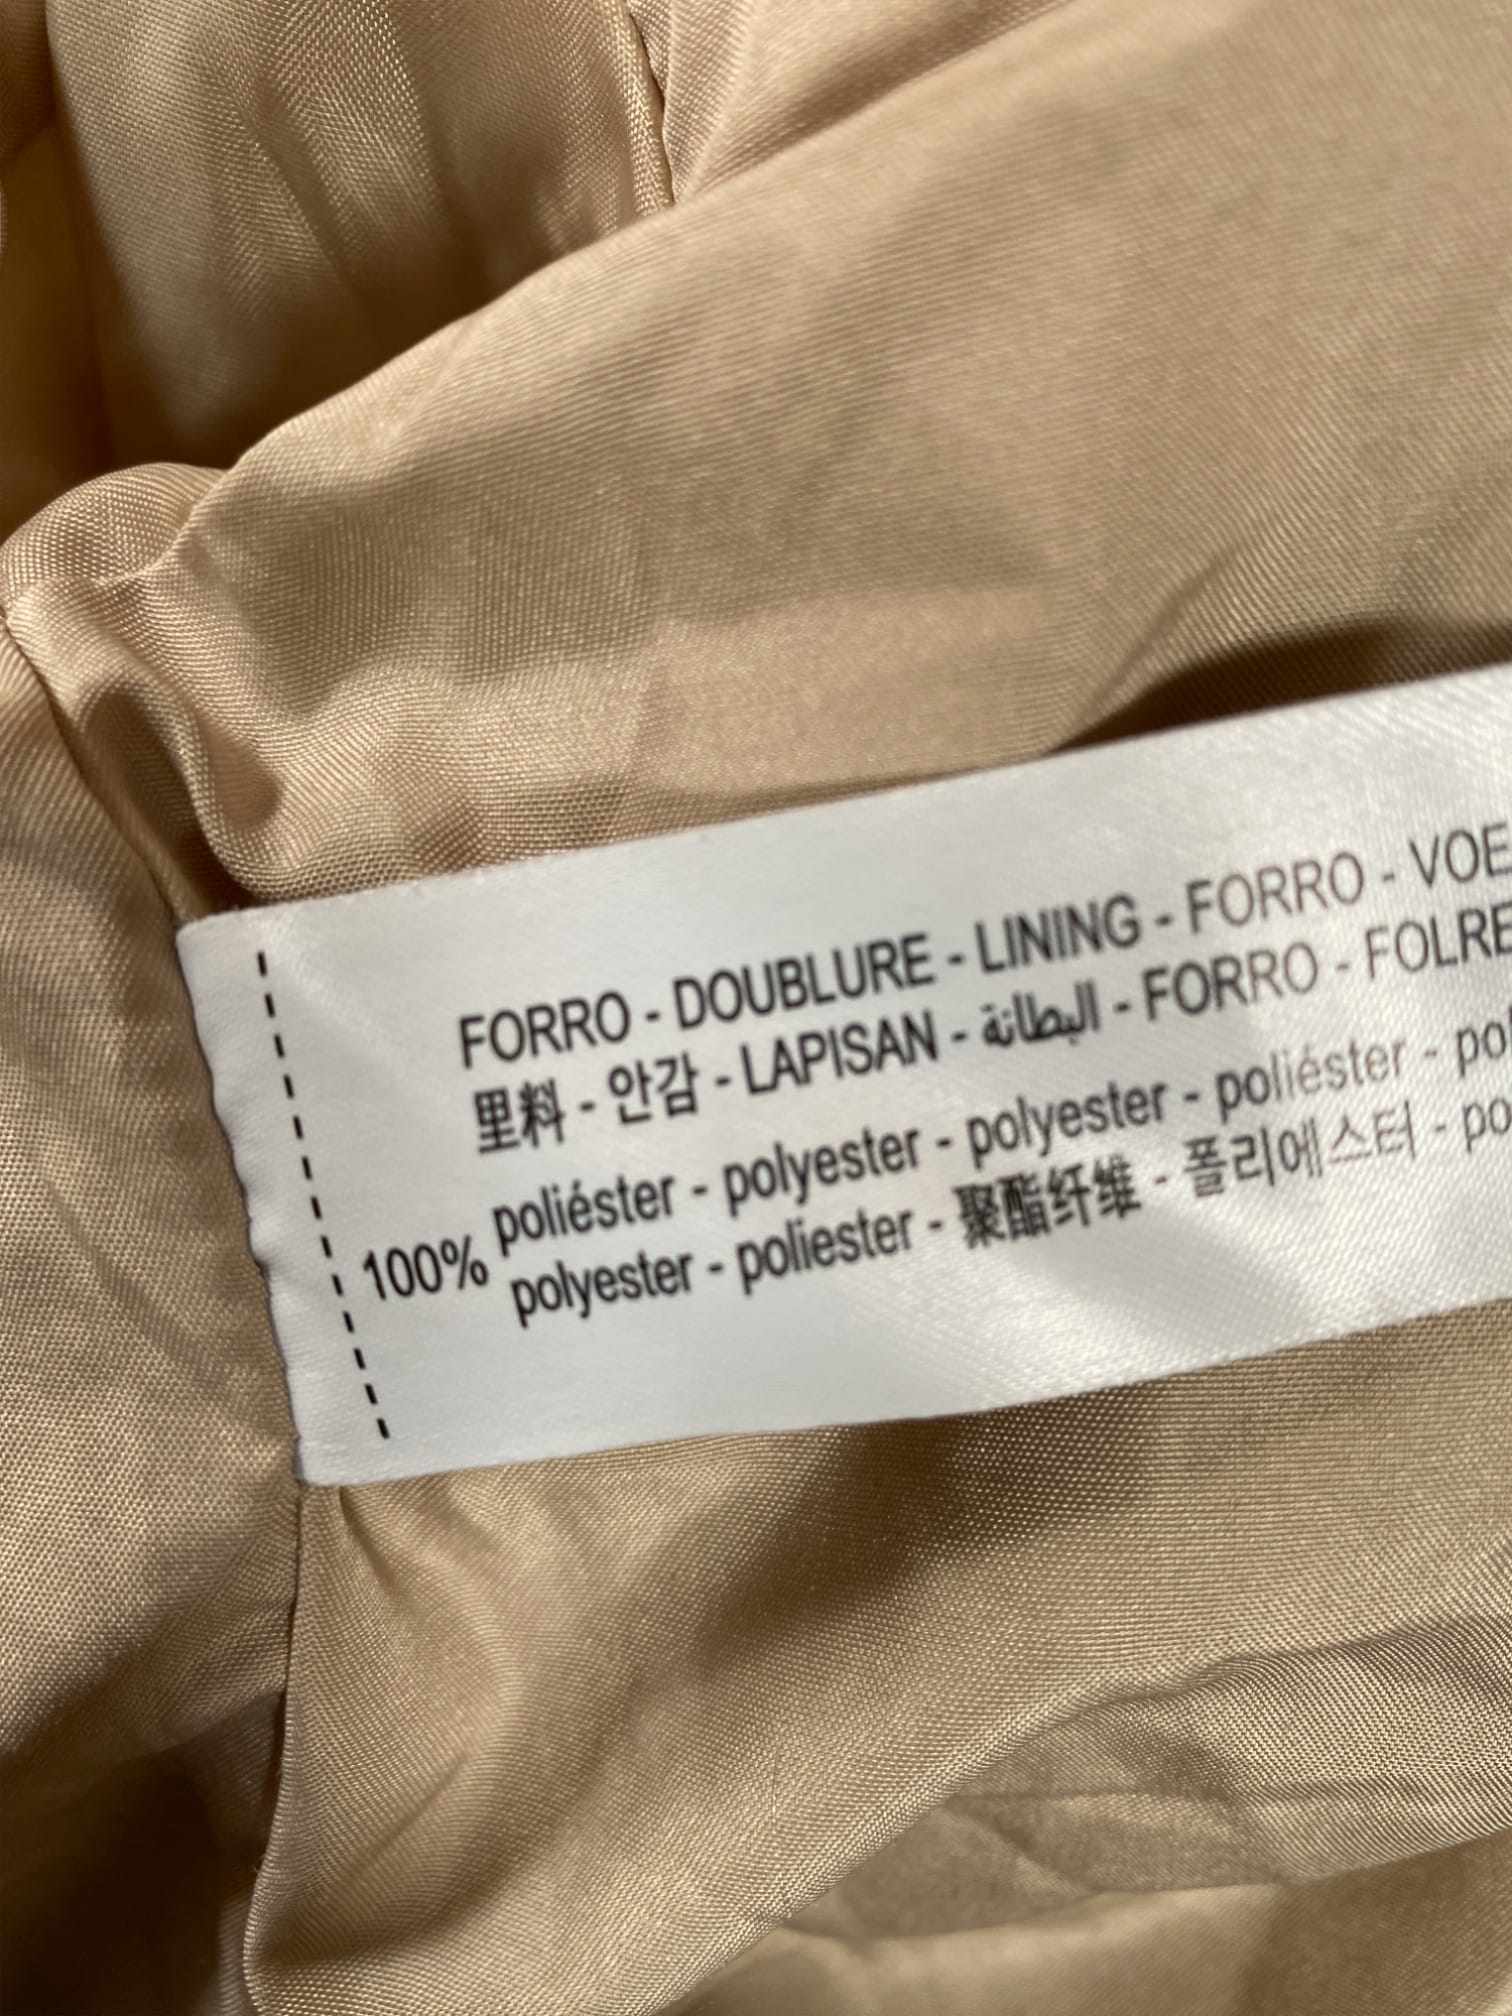 FORRO - DOUBLURE - LINING - FORRO - VOE
里料 - 안감 - LAPISAN - البطانة - FORRO - FOLRE
100% poliéster - polyester - polyester - poliéster - po
polyester - poliester - 聚酯纤维 - 폴리에스터 - po